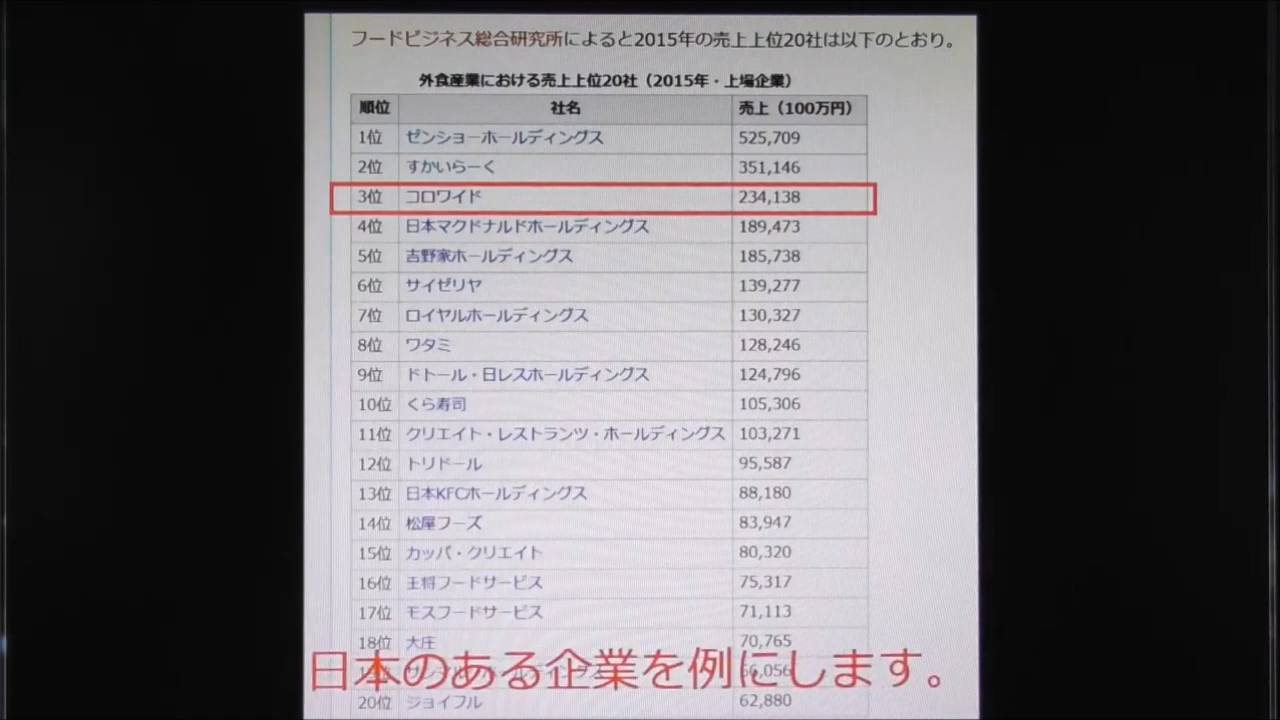 フードビジネス総合研究所によると2015年の売上上位20社は以下のとおり。
外食産業における売上上位20社（2015年・上場企業）
順位 社名 売上（100万円）
1位 ゼンショーホールディングス 525,709
2位 すかいらーく 351,146
3位 コロワイド 234,138
4位 日本マクドナルドホールディングス 189,473
5位 吉野家ホールディングス 185,738
6位 サイゼリヤ 139,277
7位 ロイヤルホールディングス 130,327
8位 ワタミ 128,246
9位 ドトール・日レスホールディングス 124,796
10位 くら寿司 105,306
11位 クリエイト・レストランツ・ホールディングス 103,271
12位 トリドール 95,587
13位 日本KFCホールディングス 88,180
14位 松屋フーズ 83,947
15位 カッパ・クリエイト 80,320
16位 王将フードサービス 75,317
17位 モスフードサービス 71,113
18位 大庄 70,765
66,056
日本のある企業を例にします。
20位 ジョイフル 62,880